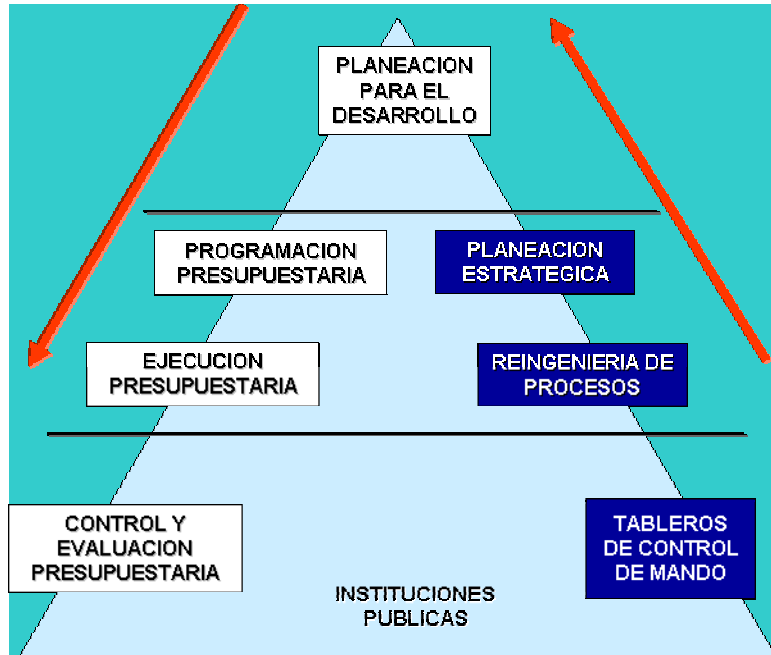 PLANEACION
PARA EL
DESARROLLO
PROGRAMACION
PRESUPUESTARIA
PLANEACION
ESTRATEGICA
EJECUCION
PRESUPUESTARIA
REINGENIERIA DE
PROCESOS
CONTROL Y
EVALUACION
PRESUPUESTARIA
TABLEROS
DE CONTROL
DE MANDO
INSTITUCIONES
PUBLICAS